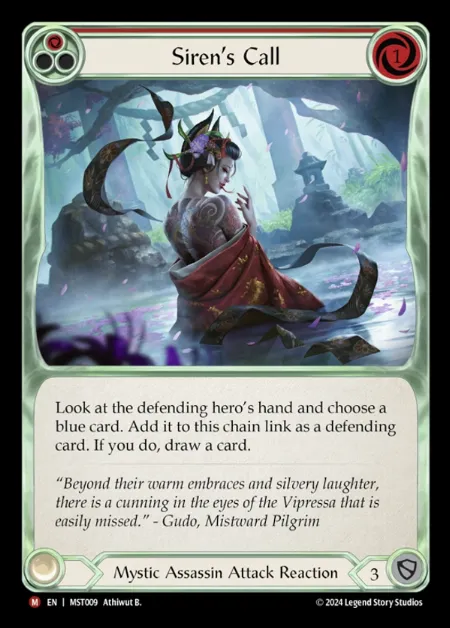 Siren's Call
1
Look at the defending hero's hand and choose a
blue card. Add it to this chain link as a defending
card. If you do, draw a card.
“Beyond their warm embraces and silvery laughter,
there is a cunning in the eyes of the Vipressa that is
easily missed.” - Gudo, Mistward Pilgrim
Mystic Assassin Attack Reaction
3
M EN | MST009 Athiwut B.
© 2024 Legend Story Studios